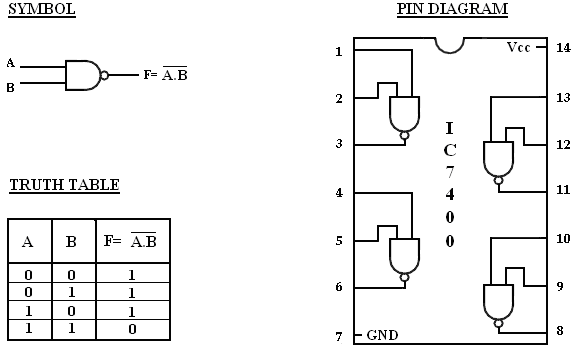 SYMBOL
A
B
F= A.B
TRUTH TABLE
A B F= A.B
0 0 1
0 1 1
1 0 1
1 1 0
PIN DIAGRAM
1
2
3
4
5
6
7
GND
I
C
7
4
0
0
Vcc
14
13
12
11
10
9
8